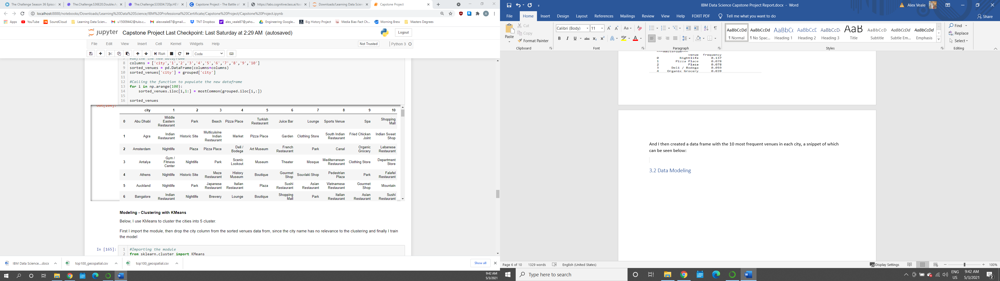 The Challenge Season 36 Episod
The.Challenge.S36E20.Double.Ag
The.Challenge.S33E04.720p.HEV
Capstone Project - The Battle of
https://labs.cognitiveclass.ai/too
Downloads/Learning Data Scien
Capstone Project
localhost:8888/notebooks/Downloads/Learning%20Data%20Science/IBM%20Professional%20Certificate/Capstone%20Project/Capstone%20Project.ipynb
Apps YouTube SoundCloud Learning Data Scien... u15009442@tuks.c... alexveale87@gmail.... TNT Dropbox alex_veale87@yaho... Engineering Google... Big History Project Media Bias-Fact Ch... Morning Brew Masters Degrees
jupyter Capstone Project Last Checkpoint: Last Saturday at 2:29 AM (autosaved) Logout
File Edit View Insert Cell Kernel Widgets Help Not Trusted Python 3
Run Code
7 #define the new dataframe
8 columns = ['city','1','2','3','4','5','6','7','8','9','10']
9 sorted_venues = pd.DataFrame(columns=columns)
10 sorted_venues['city'] = grouped['city']
11
12 #Calling the function to populate the new dataframe
13 for i in np.arange(100):
14 sorted_venues.iloc[i,1:] = mostCommon(grouped.iloc[i,:])
15
16 sorted_venues
Out[164]:
city 1 2 3 4 5 6 7 8 9 10
0 Abu Dhabi Middle Eastern Restaurant Park Beach Pizza Place Turkish Restaurant Juice Bar Lounge Sports Venue Spa Shopping Mall
1 Agra Indian Restaurant Historic Site Multicuisine Indian Restaurant Market Pizza Place Garden Clothing Store South Indian Restaurant Fried Chicken Joint Indian Sweet Shop
2 Amsterdam Nightlife Plaza Pizza Place Deli / Bodega Art Museum French Restaurant Park Canal Organic Grocery Lebanese Restaurant
3 Antalya Gym / Fitness Center Nightlife Park Scenic Lookout Museum Theater Mosque Mediterranean Restaurant Clothing Store Department Store
4 Athens Nightlife Historic Site Meze Restaurant History Museum Boutique Gourmet Shop Souvlaki Shop Pedestrian Plaza Park Falafel Restaurant
5 Auckland Nightlife Park Japanese Restaurant Italian Restaurant Plaza Sushi Restaurant Asian Restaurant Vietnamese Restaurant Gourmet Shop Mountain
6 Bangalore Indian Restaurant Nightlife Brewery Lounge Boutique Shopping Mall Park Italian Restaurant Asian Restaurant Sushi Restaurant
Modeling - Clustering with KMeans
Below, I use KMeans to cluster the cities into 5 cluster.
First I import the module, then drop the city column from the sorted venues data from, since the city name has no relevance to the clustering and finally I train
the model
In [165]: 1 #Importing the module
2 from sklearn.cluster import KMeans
IBM Data Science....docx top100_geospatial.csv top100_geospatial.csv Show all
9:42 AM
5/3/2021
IBM Data Science Capstone Project Report.docx - Word Alex Veale
File Home Insert Design Layout References Mailings Review View Help FOXIT PDF Tell me what you want to do Share
Paste
Cut
Copy
Format Painter
Clipboard
Calibri (Body) 11
Font
Paragraph
AaBbCcDd AaBbCcDd AaBbCc AaBbCcC AaBbCcD AaB AaBbCcD AaBbCcDd AaBbCcDd
¶ Normal ¶ No Spac... Heading 1 Heading 2 Heading 3 Title Subtitle Subtle Em... Emphasis
Styles
Find
Replace
Select
Editing
Amsterdam
venue frequency
0 Nightlife 0.137
1 Pizza Place 0.078
2 Plaza 0.078
3 Deli / Bodega 0.059
4 Organic Grocery 0.039
And I then created a data frame with the 10 most frequent venues in each city, a snippet of which
can be seen below:
3.2 Data Modeling
Page 6 of 10 1329 words English (United States) Display Settings 100%
Type here to search
ENG
US
9:42 AM
5/3/2021
2